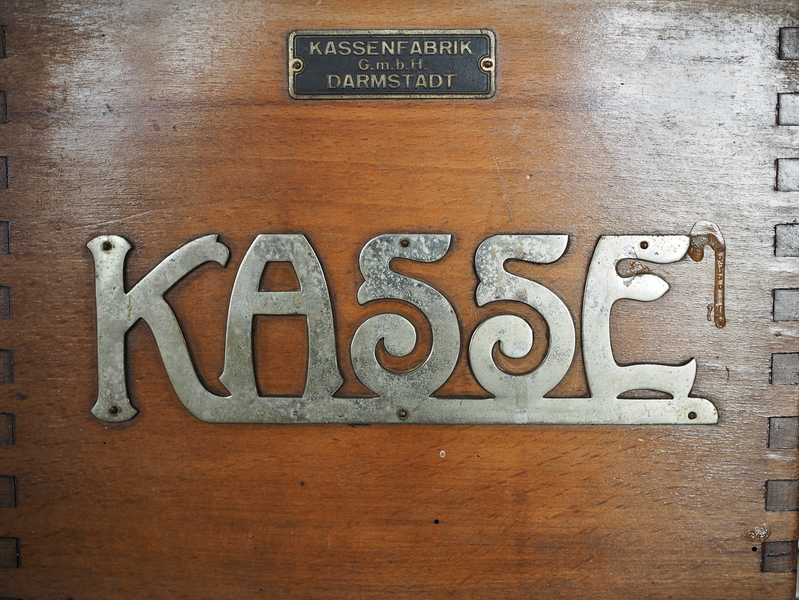 KASSENFABRIK
G.m.b.H.
DARMSTADT
KASSE